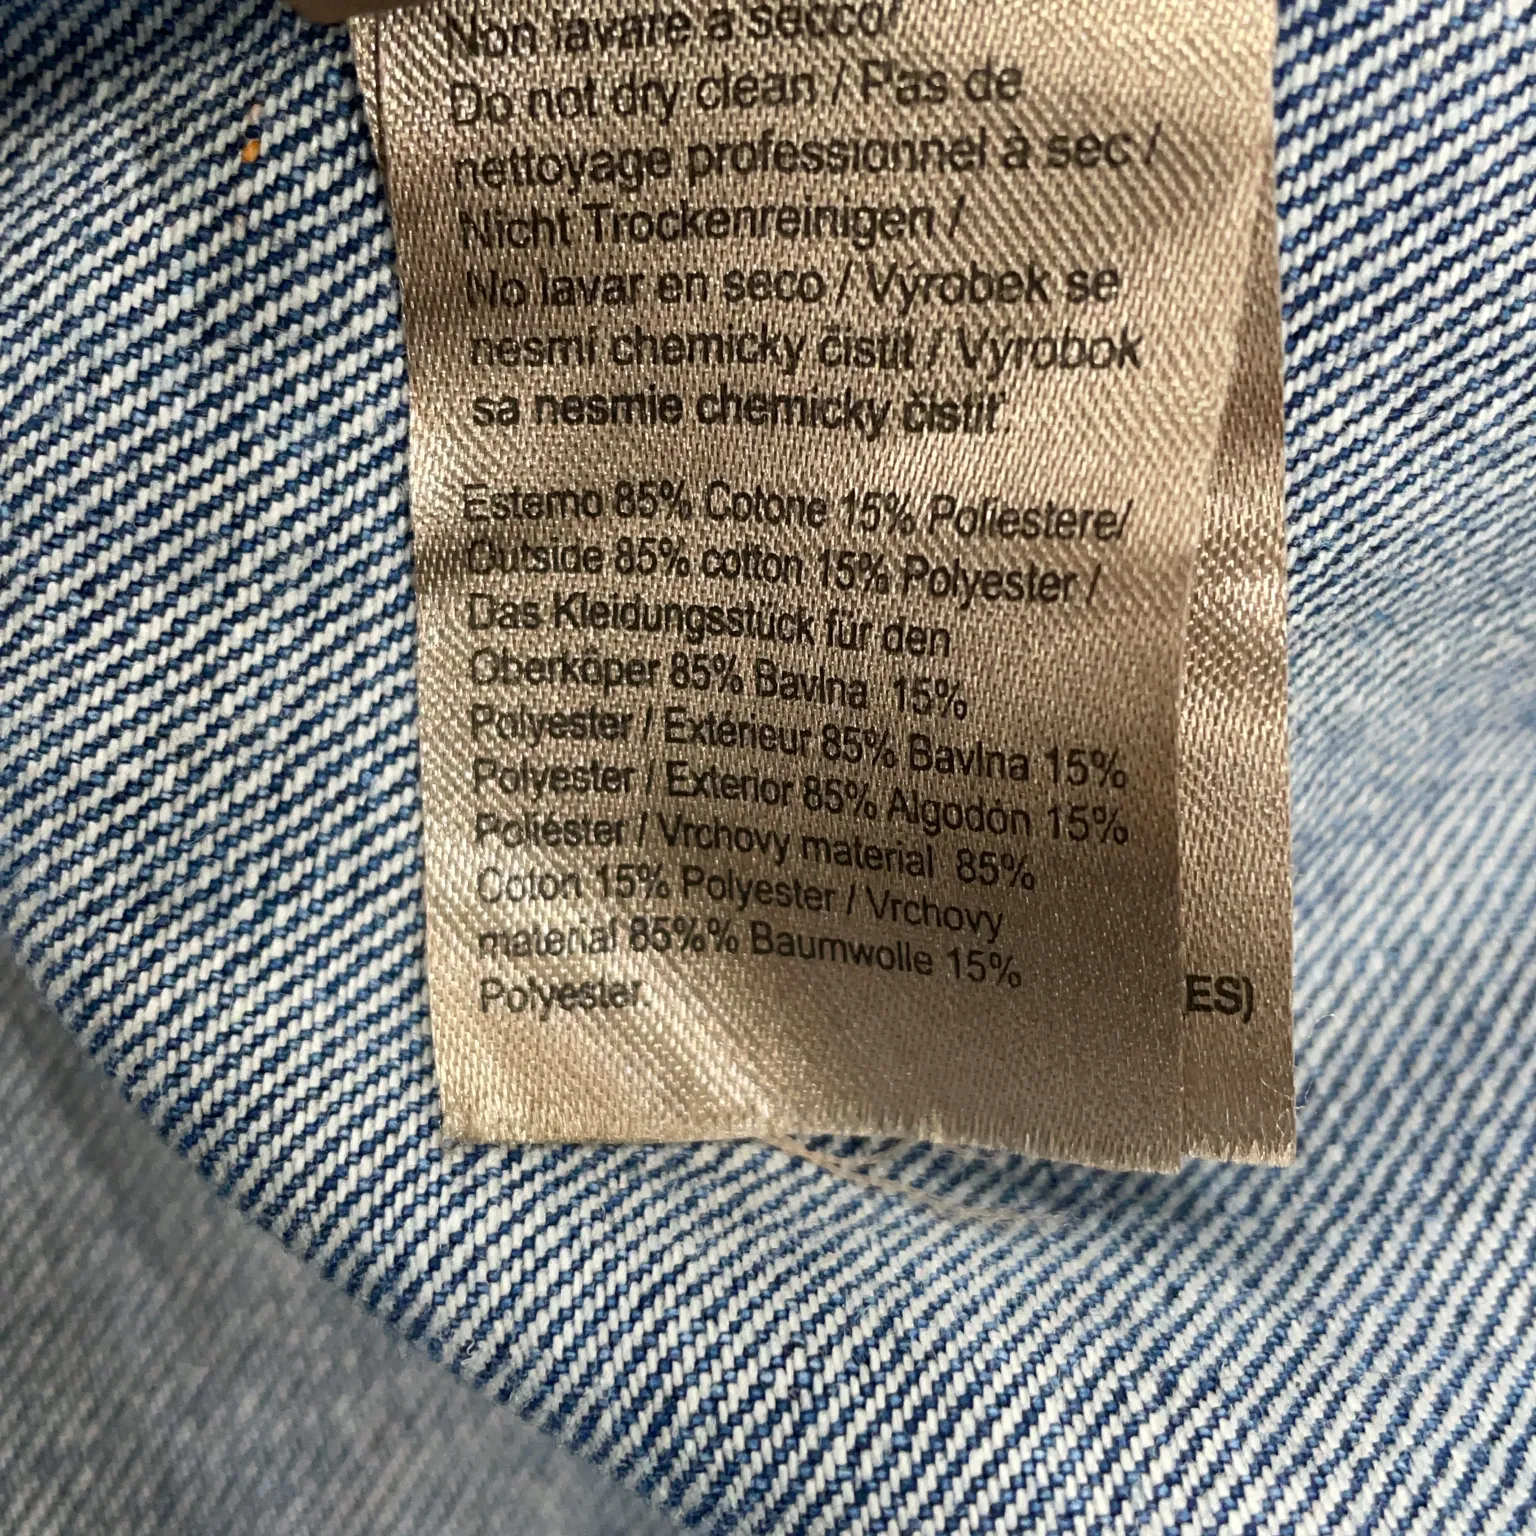 Non lavare a secco/
Do not dry clean / Pas de
nettoyage professionnel à sec /
Nicht Trockenreinigen /
No lavar en seco / Výrobek se
nesmí chemicky čistit / Výrobok
sa nesmie chemicky čistiť.
Esterno 85% Cotone 15% Poliestere/
Outside 85% cotton 15% Polyester /
Das Kleidungsstück für den
Oberköper 85% Bavlna 15%
Polyester / Extérieur 85% Bavlna 15%
Polyester / Exterior 85% Algodón 15%
Poliéster / Vrchovy material 85%
Coton 15% Polyester / Vrchovy
material 85%% Baumwolle 15%
Polyester.
ES)